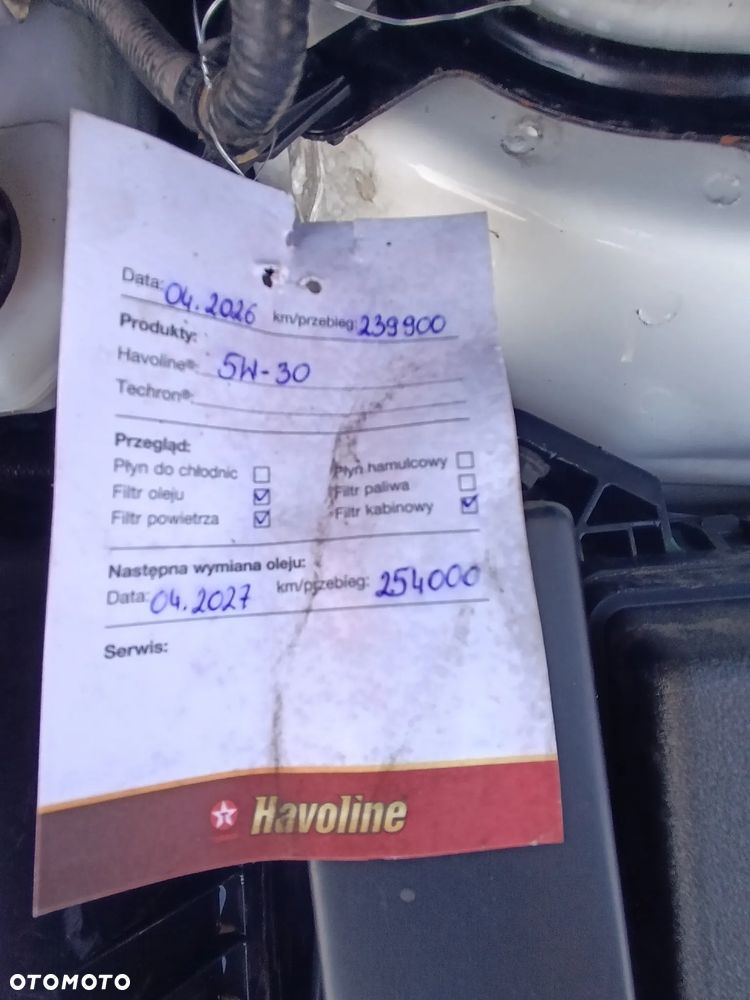 Data: 04.2026 km/przebieg: 239900
Produkty:
Havoline®: 5W-30
Techron®:
Przegląd:
Płyn do chłodnic Płyn hamulcowy
Filtr oleju Filtr paliwa
Filtr powietrza Filtr kabinowy
Następna wymiana oleju:
Data: 04.2027 km/przebieg: 254000
Serwis:
Havoline
OTOMOTO